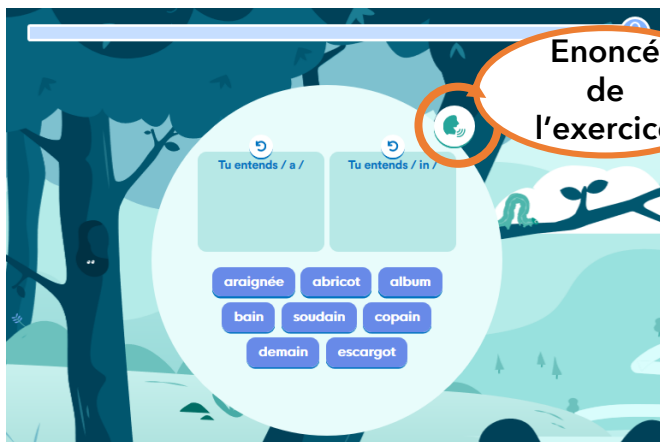 Enoncé
de
l'exercice
Tu entends / a /
Tu entends / in /
araignée abricot album
bain soudain copain
demain escargot